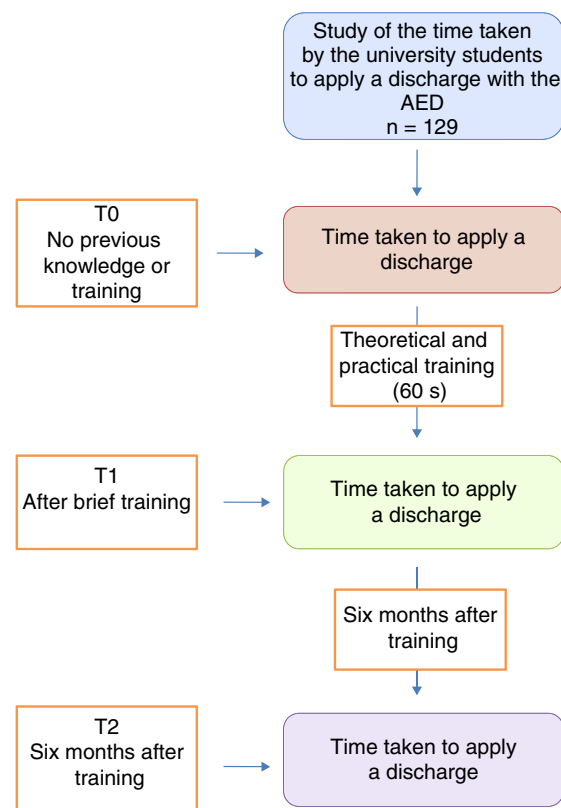 Study of the time taken
by the university students
to apply a discharge with the
AED
n = 129
T0
No previous
knowledge or
training
Time taken to apply a
discharge
Theoretical and
practical training
(60 s)
T1
After brief training
Time taken to apply
a discharge
Six months after
training
T2
Six months after
training
Time taken to apply
a discharge